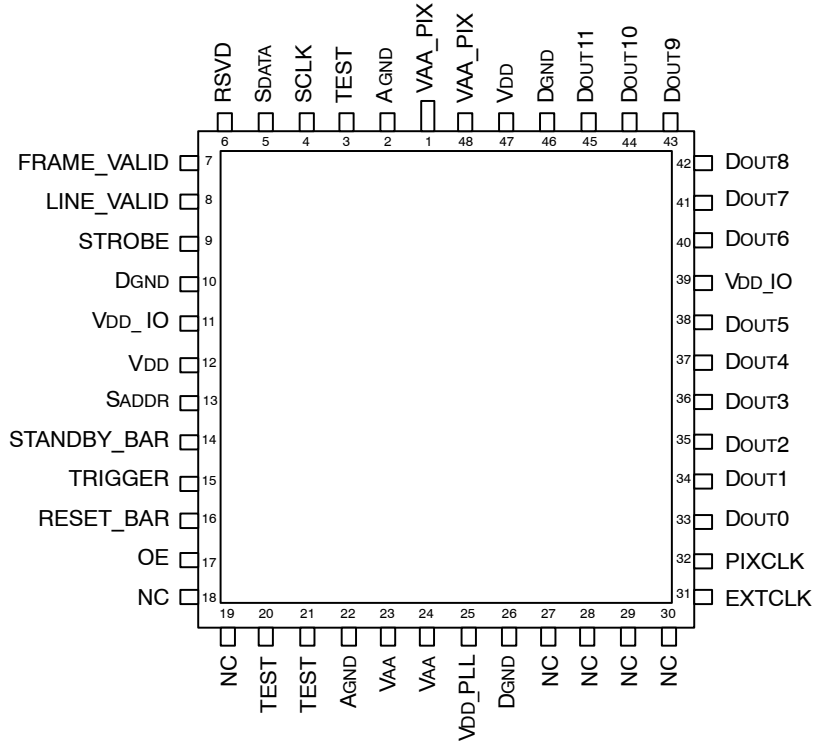 RSVD
SDATA
SCLK
TEST
AGND
VAA_PIX
VAA_PIX
VDD
DGND
DOUT11
DOUT10
DOUT9
6 5 4 3 2 1 48 47 46 45 44 43
FRAME_VALID 7
LINE_VALID 8
STROBE 9
DGND 10
VDD_IO 11
VDD 12
SADDR 13
STANDBY_BAR 14
TRIGGER 15
RESET_BAR 16
OE 17
NC 18
42 DOUT8
41 DOUT7
40 DOUT6
39 VDD_IO
38 DOUT5
37 DOUT4
36 DOUT3
35 DOUT2
34 DOUT1
33 DOUT0
32 PIXCLK
31 EXTCLK
19 20 21 22 23 24 25 26 27 28 29 30
NC
TEST
TEST
AGND
VAA
VAA
VDD_PLL
DGND
NC
NC
NC
NC